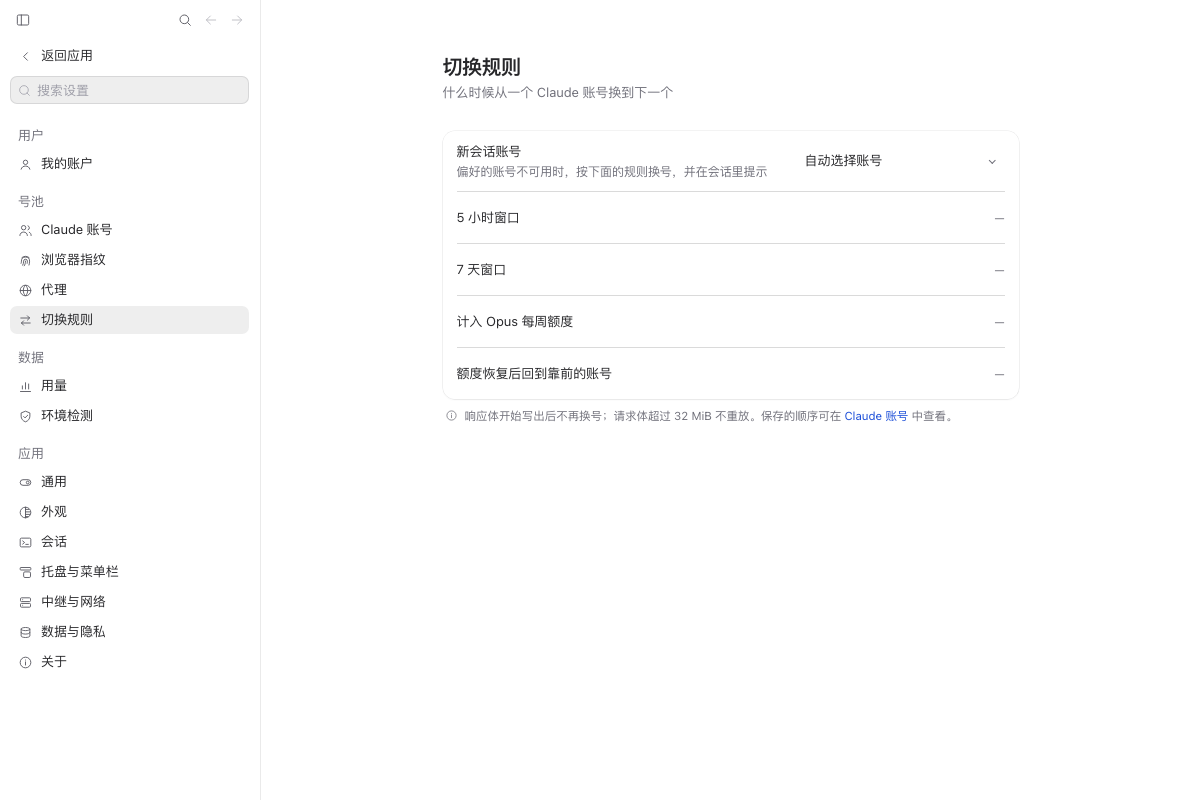 返回应用
搜索设置
用户
我的账户
号池
Claude 账号
浏览器指纹
代理
切换规则
数据
用量
环境检测
应用
通用
外观
会话
托盘与菜单栏
中继与网络
数据与隐私
关于
切换规则
什么时候从一个 Claude 账号换到下一个
新会话账号
偏好的账号不可用时，按下面的规则换号，并在会话里提示
自动选择账号
5 小时窗口 —
7 天窗口 —
计入 Opus 每周额度 —
额度恢复后回到靠前的账号 —
响应体开始写出后不再换号；请求体超过 32 MiB 不重放。保存的顺序可在 Claude 账号 中查看。